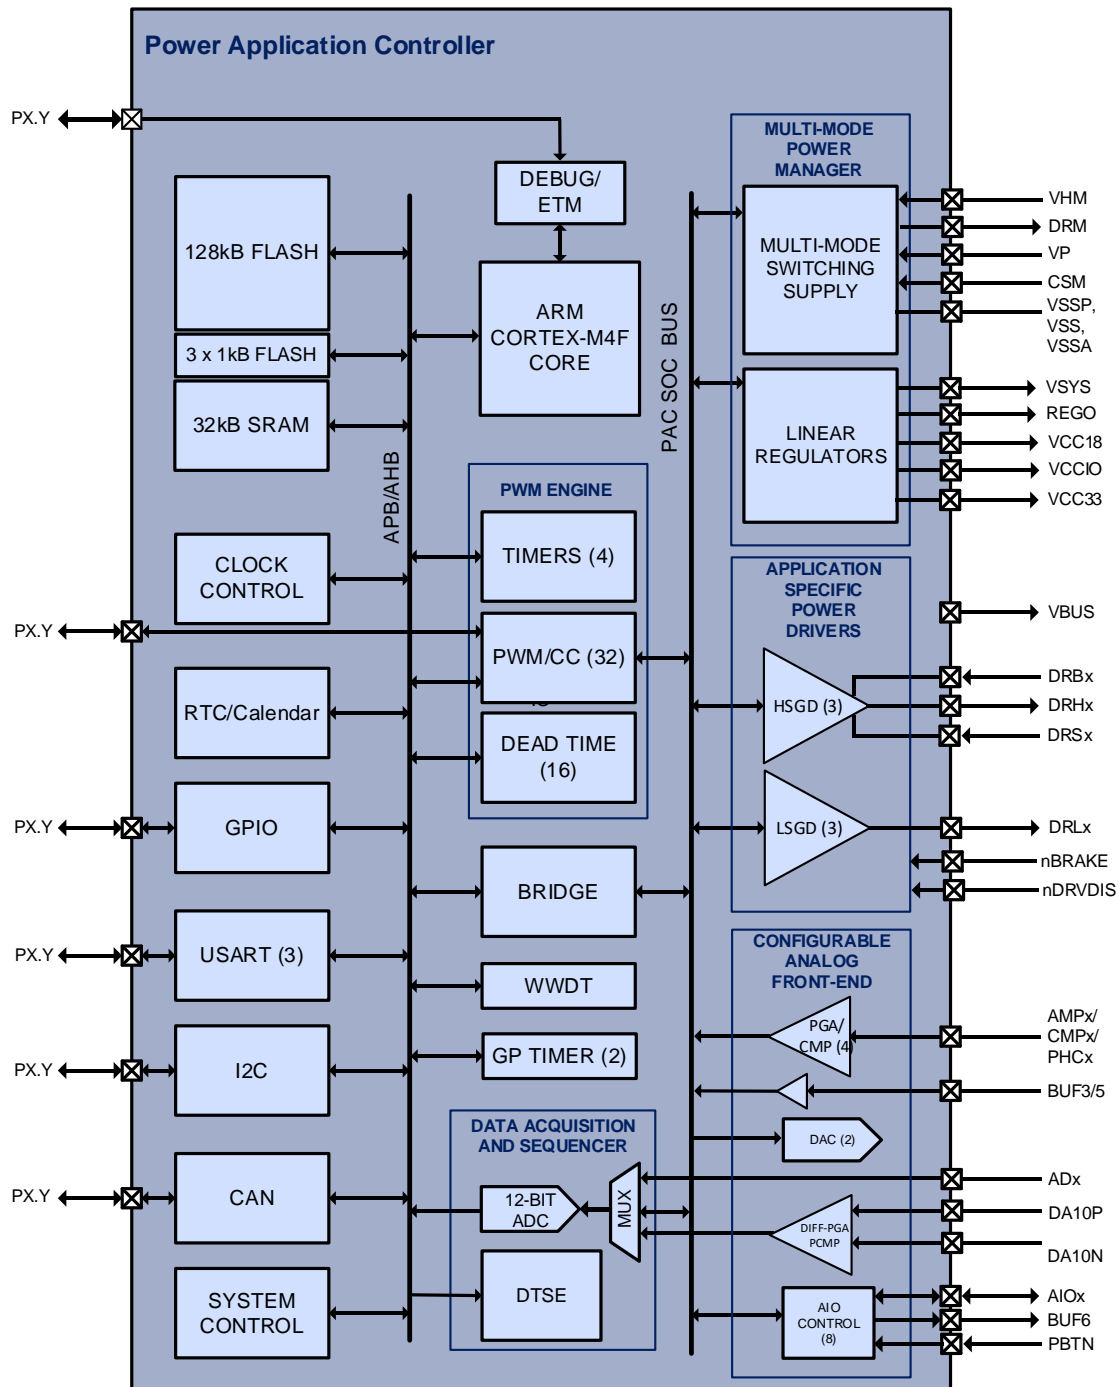 Power Application Controller
PX.Y
DEBUG/
ETM
128kB FLASH
3 x 1kB FLASH
32kB SRAM
ARM
CORTEX-M4F
CORE
APB/AHB
PAC SOC BUS
CLOCK
CONTROL
PX.Y
RTC/Calendar
PX.Y
GPIO
PX.Y
USART (3)
PX.Y
I2C
PX.Y
CAN
SYSTEM
CONTROL
PWM ENGINE
TIMERS (4)
PWM/CC (32)
DEAD TIME
(16)
BRIDGE
WWDT
GP TIMER (2)
DATA ACQUISITION
AND SEQUENCER
12-BIT
ADC
MUX
DTSE
MULTI-MODE
POWER
MANAGER
MULTI-MODE
SWITCHING
SUPPLY
LINEAR
REGULATORS
VHM
DRM
VP
CSM
VSSP,
VSS,
VSSA
VSYS
REGO
VCC18
VCCIO
VCC33
APPLICATION
SPECIFIC
POWER
DRIVERS
HSGD (3)
LSGD (3)
VBUS
DRBx
DRHx
DRSx
DRLx
nBRAKE
nDRVDIS
CONFIGURABLE
ANALOG
FRONT-END
PGA/
CMP (4)
DAC (2)
DIFF-PGA
PCMP
AIO
CONTROL
(8)
AMPx/
CMPx/
PHCx
BUF3/5
ADx
DA10P
DA10N
AIOx
BUF6
PBTN